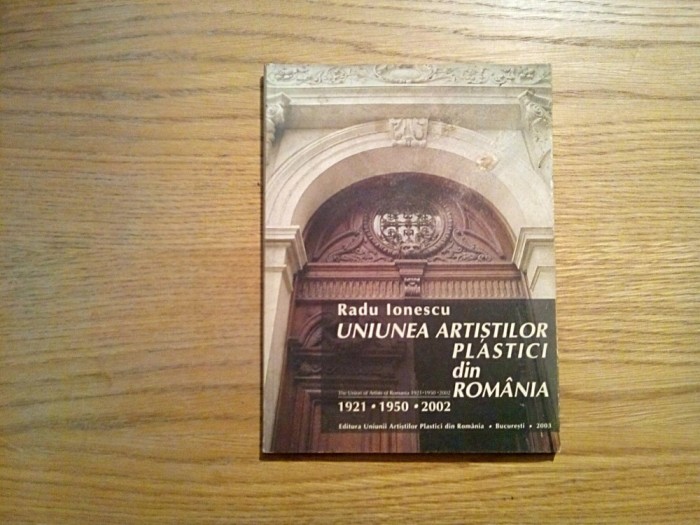 Radu Ionescu
UNIUNEA ARTIȘTILOR
PLASTICI
din
ROMÂNIA
The Union of Artists of Romania 1921•1950•2002
1921 • 1950 • 2002
Editura Uniunii Artiștilor Plastici din România • București • 2003